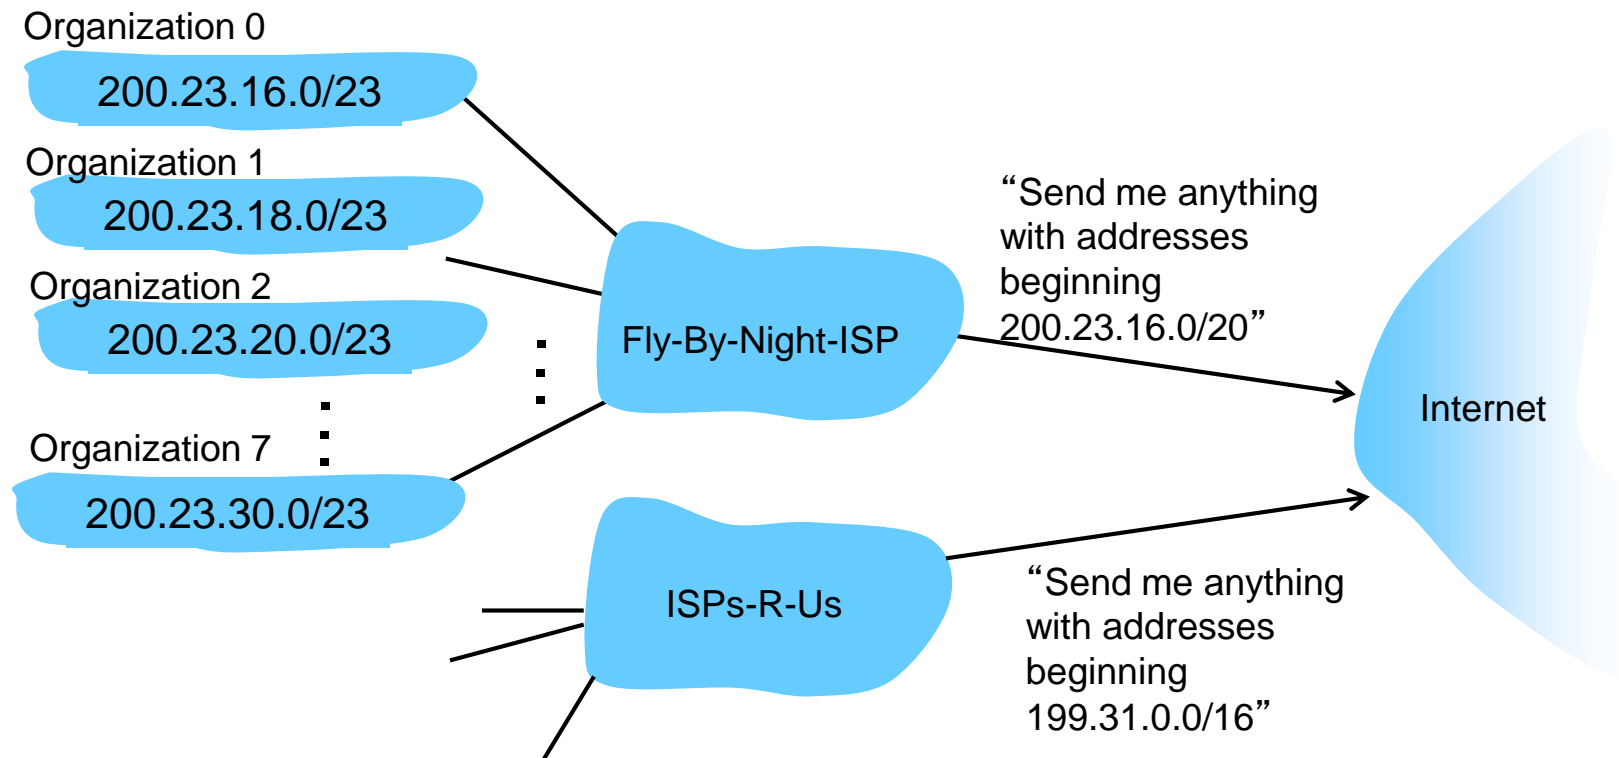 Organization 0
200.23.16.0/23
Organization 1
200.23.18.0/23
Organization 2
200.23.20.0/23
Organization 7
200.23.30.0/23
Fly-By-Night-ISP
“Send me anything
with addresses
beginning
200.23.16.0/20”
Internet
ISPs-R-Us
“Send me anything
with addresses
beginning
199.31.0.0/16”